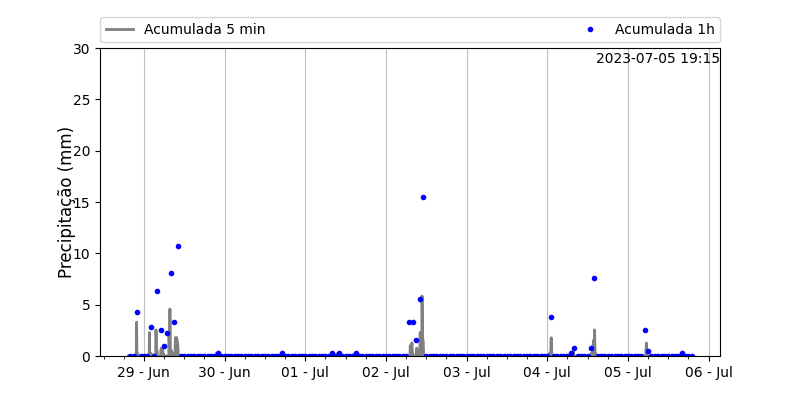 Acumulada 5 min
Acumulada 1h
2023-07-05 19:15
Precipitação (mm)
30
25
20
15
10
5
0
29 - Jun
30 - Jun
01 - Jul
02 - Jul
03 - Jul
04 - Jul
05 - Jul
06 - Jul